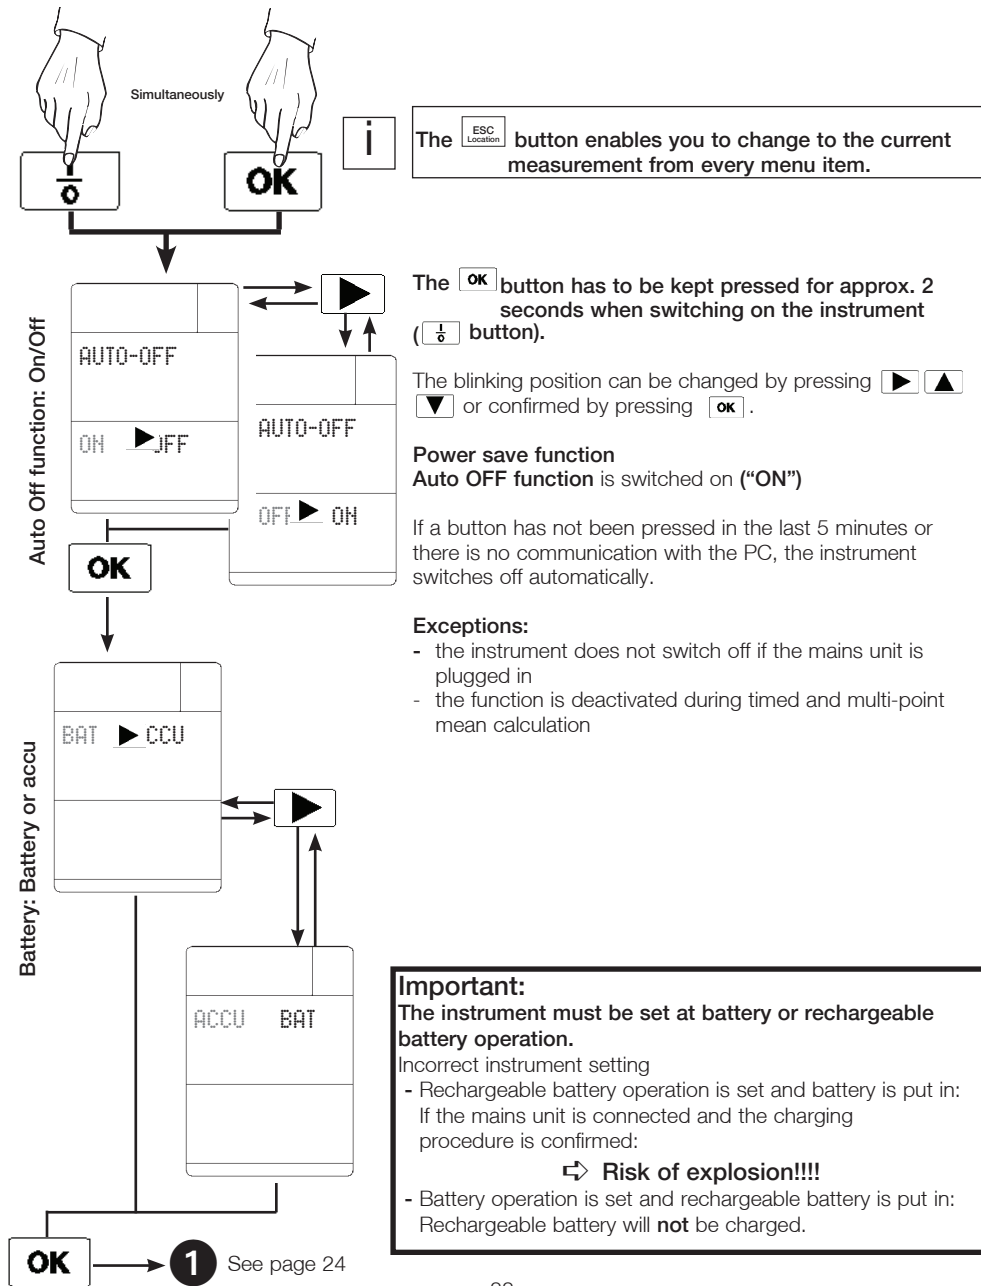 Simultaneously
I
0
OK
i
The ESC Location button enables you to change to the current
measurement from every menu item.
Auto Off function: On/Off
AUTO-OFF
ON ▶OFF
AUTO-OFF
OFF▶ ON
OK
The OK button has to be kept pressed for approx. 2
seconds when switching on the instrument
( I/0 button).
The blinking position can be changed by pressing ▶ ▲
▼ or confirmed by pressing OK .
Power save function
Auto OFF function is switched on (“ON”)
If a button has not been pressed in the last 5 minutes or
there is no communication with the PC, the instrument
switches off automatically.
Exceptions:
- the instrument does not switch off if the mains unit is
plugged in
- the function is deactivated during timed and multi-point
mean calculation
Battery: Battery or accu
BAT ▶CCU
ACCU BAT
Important:
The instrument must be set at battery or rechargeable
battery operation.
Incorrect instrument setting
- Rechargeable battery operation is set and battery is put in:
If the mains unit is connected and the charging
procedure is confirmed:
➪ Risk of explosion!!!!
- Battery operation is set and rechargeable battery is put in:
Rechargeable battery will not be charged.
OK
1 See page 24